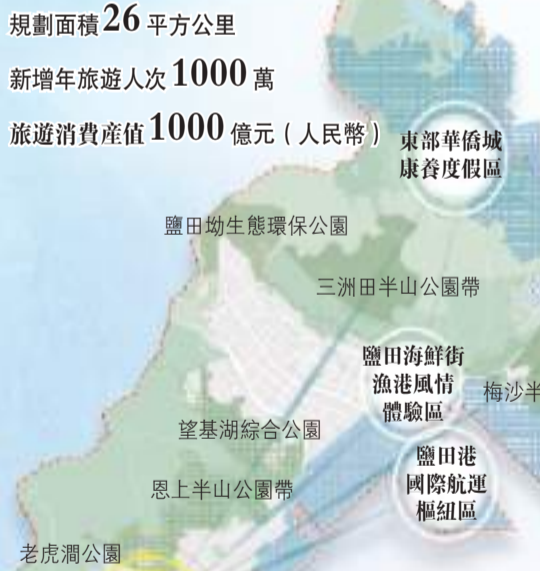 規劃面積26平方公里
新增年旅遊人次1000萬
旅遊消費產值1000億元（人民幣）
東部華僑城
康養度假區
鹽田坳生態環保公園
三洲田半山公園帶
鹽田海鮮街
漁港風情
體驗區
梅沙半
望基湖綜合公園
鹽田港
國際航運
樞紐區
恩上半山公園帶
老虎澗公園